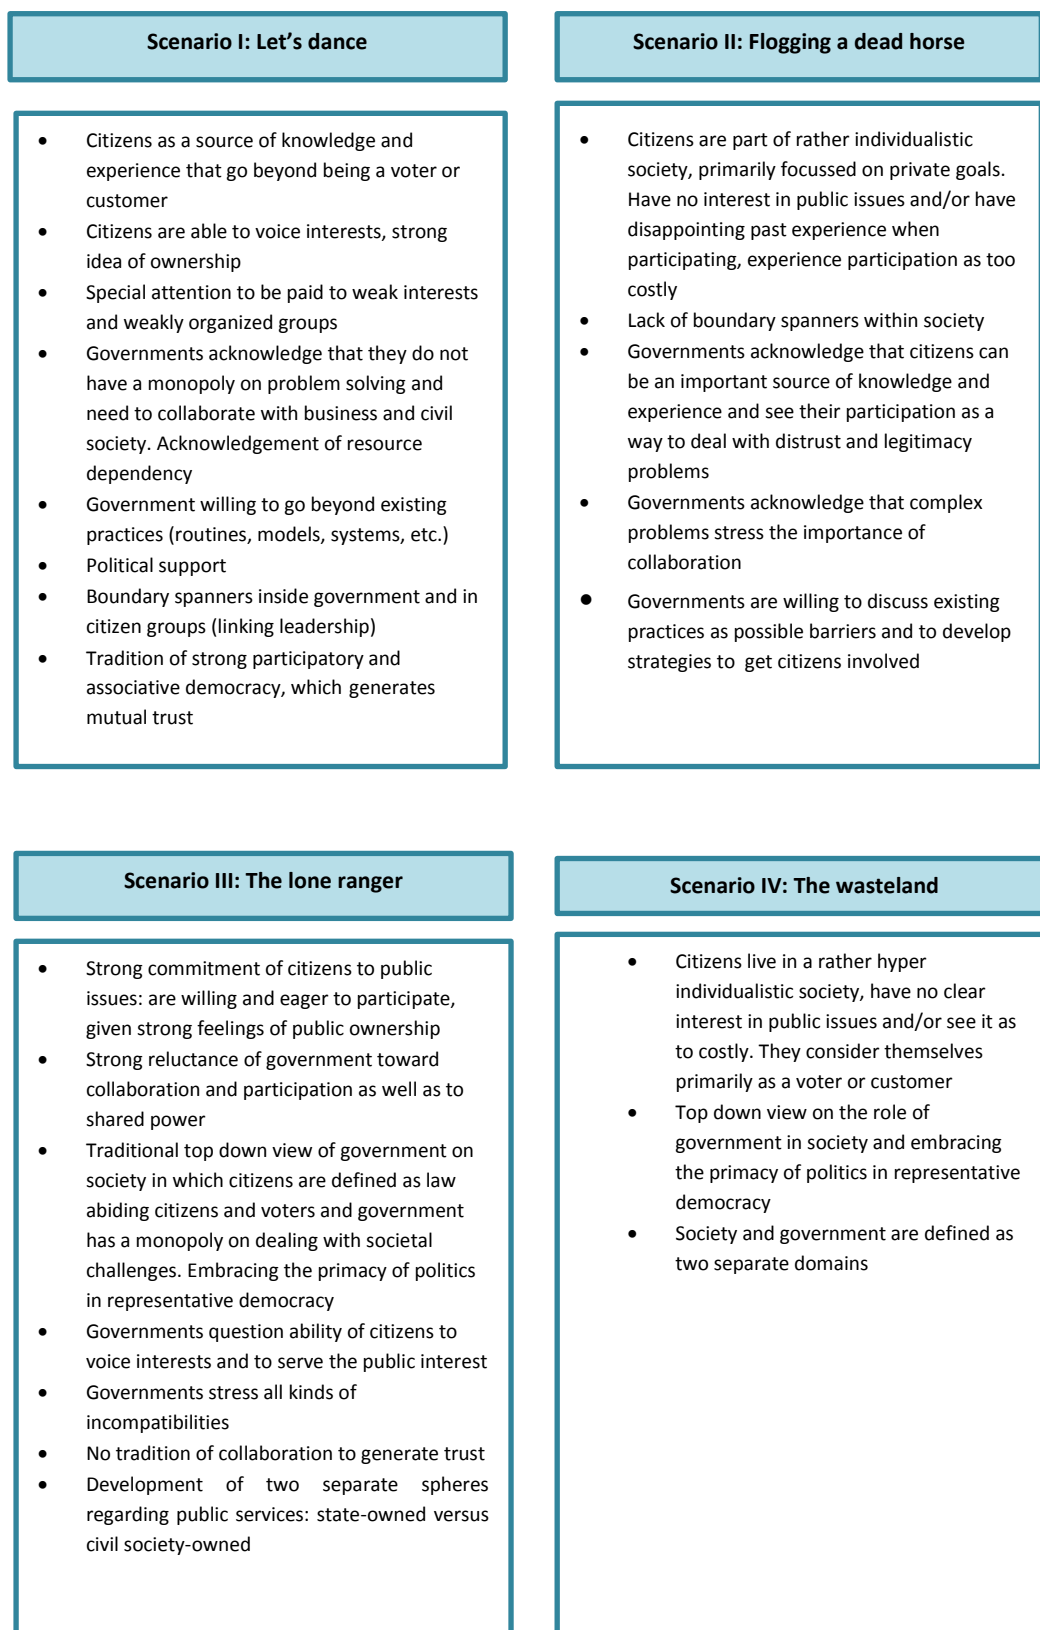 Scenario I: Let's dance
• Citizens as a source of knowledge and
experience that go beyond being a voter or
customer
• Citizens are able to voice interests, strong
idea of ownership
• Special attention to be paid to weak interests
and weakly organized groups
• Governments acknowledge that they do not
have a monopoly on problem solving and
need to collaborate with business and civil
society. Acknowledgement of resource
dependency
• Government willing to go beyond existing
practices (routines, models, systems, etc.)
• Political support
• Boundary spanners inside government and in
citizen groups (linking leadership)
• Tradition of strong participatory and
associative democracy, which generates
mutual trust
Scenario II: Flogging a dead horse
• Citizens are part of rather individualistic
society, primarily focussed on private goals.
Have no interest in public issues and/or have
disappointing past experience when
participating, experience participation as too
costly
• Lack of boundary spanners within society
• Governments acknowledge that citizens can
be an important source of knowledge and
experience and see their participation as a
way to deal with distrust and legitimacy
problems
• Governments acknowledge that complex
problems stress the importance of
collaboration
• Governments are willing to discuss existing
practices as possible barriers and to develop
strategies to get citizens involved
Scenario III: The lone ranger
• Strong commitment of citizens to public
issues: are willing and eager to participate,
given strong feelings of public ownership
• Strong reluctance of government toward
collaboration and participation as well as to
shared power
• Traditional top down view of government on
society in which citizens are defined as law
abiding citizens and voters and government
has a monopoly on dealing with societal
challenges. Embracing the primacy of politics
in representative democracy
• Governments question ability of citizens to
voice interests and to serve the public interest
• Governments stress all kinds of
incompatibilities
• No tradition of collaboration to generate trust
• Development of two separate spheres
regarding public services: state-owned versus
civil society-owned
Scenario IV: The wasteland
• Citizens live in a rather hyper
individualistic society, have no clear
interest in public issues and/or see it as
to costly. They consider themselves
primarily as a voter or customer
• Top down view on the role of
government in society and embracing
the primacy of politics in representative
democracy
• Society and government are defined as
two separate domains